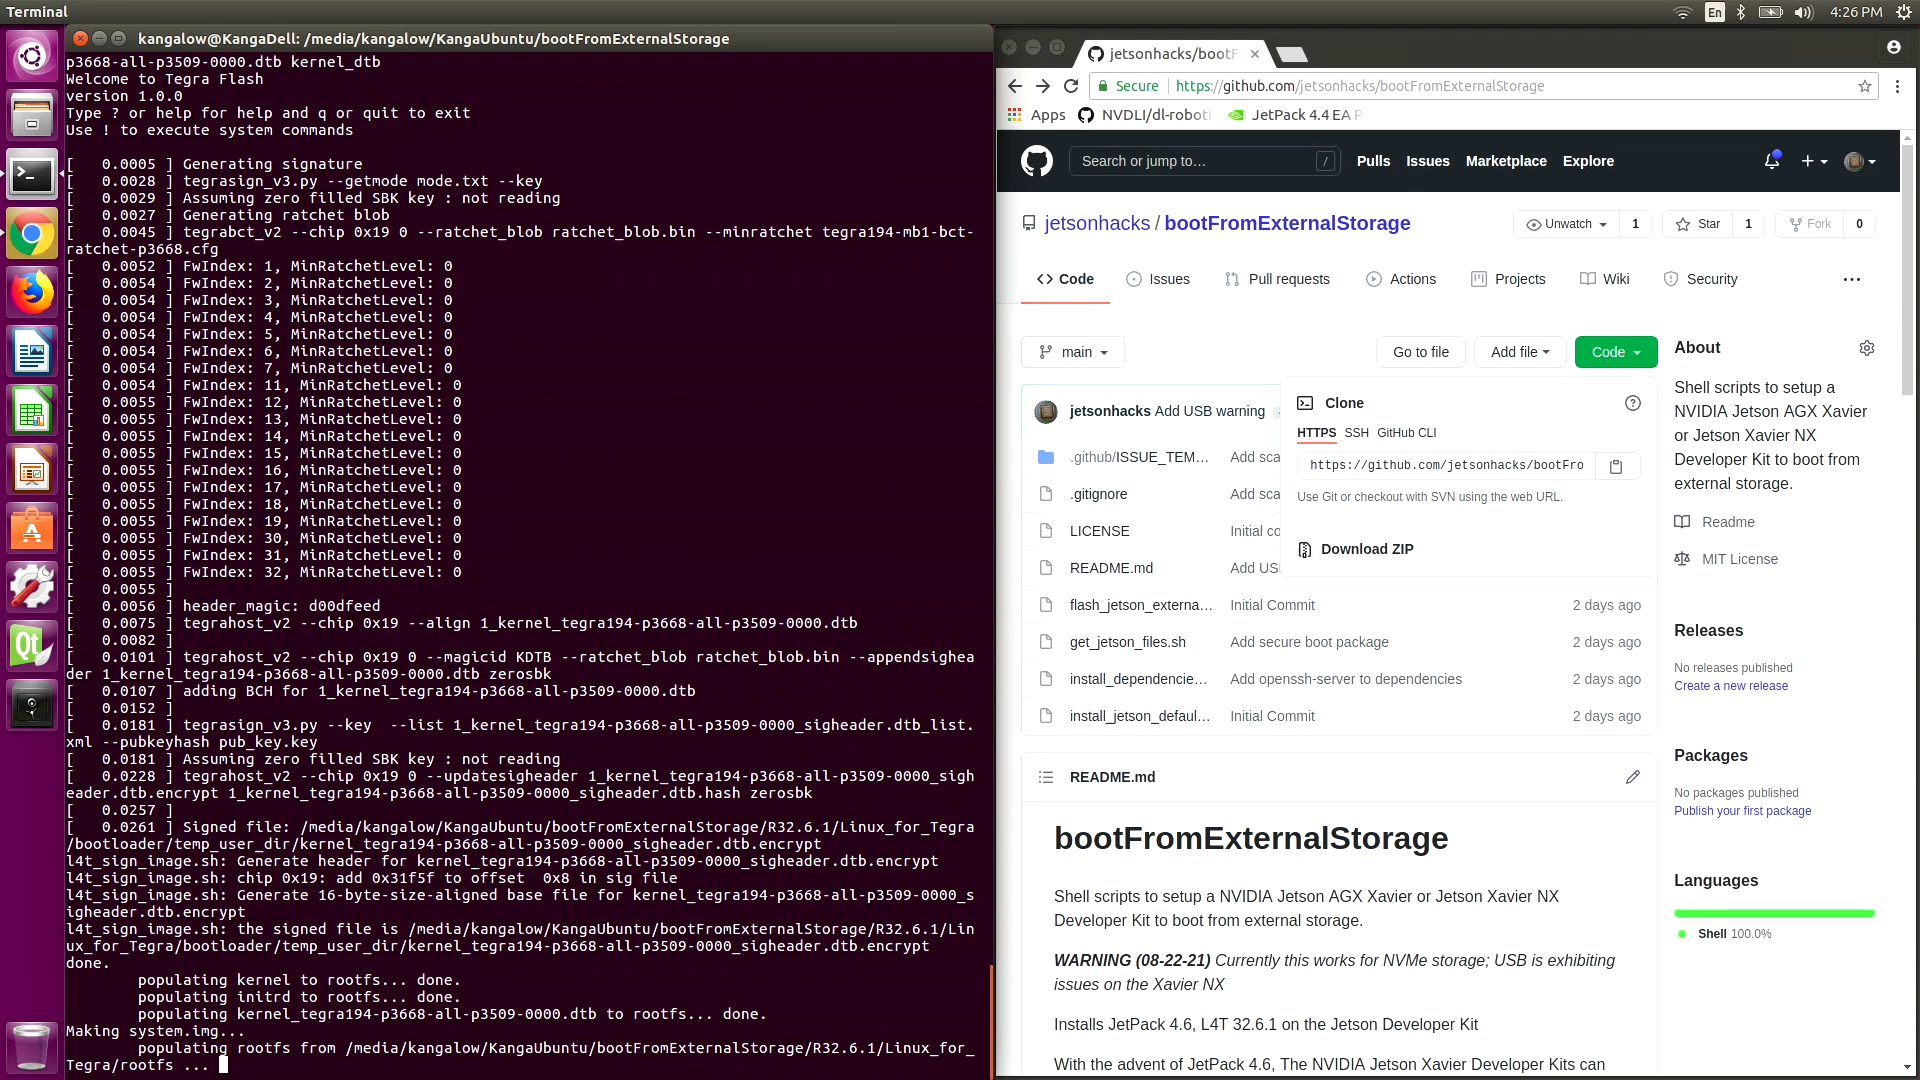 Terminal
En
4:26 PM
kangalow@KangaDell: /media/kangalow/KangaUbuntu/bootFromExternalStorage
p3668-all-p3509-0000.dtb kernel_dtb
Welcome to Tegra Flash
version 1.0.0
Type ? or help for help and q or quit to exit
Use ! to execute system commands
[   0.0005 ] Generating signature
[   0.0028 ] tegrasign_v3.py --getmode mode.txt --key
[   0.0029 ] Assuming zero filled SBK key : not reading
[   0.0027 ] Generating ratchet blob
[   0.0045 ] tegrabct_v2 --chip 0x19 0 --ratchet_blob ratchet_blob.bin --minratchet tegra194-mb1-bct-
ratchet-p3668.cfg
[   0.0052 ] FwIndex: 1, MinRatchetLevel: 0
[   0.0054 ] FwIndex: 2, MinRatchetLevel: 0
[   0.0054 ] FwIndex: 3, MinRatchetLevel: 0
[   0.0054 ] FwIndex: 4, MinRatchetLevel: 0
[   0.0054 ] FwIndex: 5, MinRatchetLevel: 0
[   0.0054 ] FwIndex: 6, MinRatchetLevel: 0
[   0.0054 ] FwIndex: 7, MinRatchetLevel: 0
[   0.0054 ] FwIndex: 11, MinRatchetLevel: 0
[   0.0055 ] FwIndex: 12, MinRatchetLevel: 0
[   0.0055 ] FwIndex: 13, MinRatchetLevel: 0
[   0.0055 ] FwIndex: 14, MinRatchetLevel: 0
[   0.0055 ] FwIndex: 15, MinRatchetLevel: 0
[   0.0055 ] FwIndex: 16, MinRatchetLevel: 0
[   0.0055 ] FwIndex: 17, MinRatchetLevel: 0
[   0.0055 ] FwIndex: 18, MinRatchetLevel: 0
[   0.0055 ] FwIndex: 19, MinRatchetLevel: 0
[   0.0055 ] FwIndex: 30, MinRatchetLevel: 0
[   0.0055 ] FwIndex: 31, MinRatchetLevel: 0
[   0.0055 ] FwIndex: 32, MinRatchetLevel: 0
[   0.0055 ]
[   0.0056 ] header_magic: d00dfeed
[   0.0075 ] tegrahost_v2 --chip 0x19 --align 1_kernel_tegra194-p3668-all-p3509-0000.dtb
[   0.0082 ]
[   0.0101 ] tegrahost_v2 --chip 0x19 0 --magicid KDTB --ratchet_blob ratchet_blob.bin --appendsighea
der 1_kernel_tegra194-p3668-all-p3509-0000.dtb zerosbk
[   0.0107 ] adding BCH for 1_kernel_tegra194-p3668-all-p3509-0000.dtb
[   0.0152 ]
[   0.0181 ] tegrasign_v3.py --key  --list 1_kernel_tegra194-p3668-all-p3509-0000_sigheader.dtb_list.
xml --pubkeyhash pub_key.key
[   0.0181 ] Assuming zero filled SBK key : not reading
[   0.0228 ] tegrahost_v2 --chip 0x19 0 --updatesigheader 1_kernel_tegra194-p3668-all-p3509-0000_sigh
eader.dtb.encrypt 1_kernel_tegra194-p3668-all-p3509-0000_sigheader.dtb.hash zerosbk
[   0.0257 ]
[   0.0261 ] Signed file: /media/kangalow/KangaUbuntu/bootFromExternalStorage/R32.6.1/Linux_for_Tegra
/bootloader/temp_user_dir/kernel_tegra194-p3668-all-p3509-0000_sigheader.dtb.encrypt
l4t_sign_image.sh: Generate header for kernel_tegra194-p3668-all-p3509-0000_sigheader.dtb.encrypt
l4t_sign_image.sh: chip 0x19: add 0x31f5f to offset  0x8 in sig file
l4t_sign_image.sh: Generate 16-byte-size-aligned base file for kernel_tegra194-p3668-all-p3509-0000_s
igheader.dtb.encrypt
l4t_sign_image.sh: the signed file is /media/kangalow/KangaUbuntu/bootFromExternalStorage/R32.6.1/Lin
ux_for_Tegra/bootloader/temp_user_dir/kernel_tegra194-p3668-all-p3509-0000_sigheader.dtb.encrypt
done.
populating kernel to rootfs... done.
populating initrd to rootfs... done.
populating kernel_tegra194-p3668-all-p3509-0000.dtb to rootfs... done.
Making system.img...
populating rootfs from /media/kangalow/KangaUbuntu/bootFromExternalStorage/R32.6.1/Linux_for_
Tegra/rootfs ...
jetsonhacks/bootF
Secure https://github.com/jetsonhacks/bootFromExternalStorage
Apps NVDLI/dl-roboti JetPack 4.4 EA P
Search or jump to… / Pulls Issues Marketplace Explore
jetsonhacks / bootFromExternalStorage Unwatch 1 Star 1 Fork 0
Code Issues Pull requests Actions Projects Wiki Security
main Go to file Add file Code
jetsonhacks Add USB warning
Clone
HTTPS SSH GitHub CLI
https://github.com/jetsonhacks/bootFro
Use Git or checkout with SVN using the web URL.
Download ZIP
.github/ISSUE_TEM... Add sca
.gitignore Add sca
LICENSE Initial co
README.md Add US
flash_jetson_externa... Initial Commit 2 days ago
get_jetson_files.sh Add secure boot package 2 days ago
install_dependencie... Add openssh-server to dependencies 2 days ago
install_jetson_defaul... Initial Commit 2 days ago
About
Shell scripts to setup a
NVIDIA Jetson AGX Xavier
or Jetson Xavier NX
Developer Kit to boot from
external storage.
Readme
MIT License
Releases
No releases published
Create a new release
Packages
No packages published
Publish your first package
Languages
Shell 100.0%
README.md
bootFromExternalStorage
Shell scripts to setup a NVIDIA Jetson AGX Xavier or Jetson Xavier NX
Developer Kit to boot from external storage.
WARNING (08-22-21) Currently this works for NVMe storage; USB is exhibiting
issues on the Xavier NX
Installs JetPack 4.6, L4T 32.6.1 on the Jetson Developer Kit
With the advent of JetPack 4.6, The NVIDIA Jetson Xavier Developer Kits can